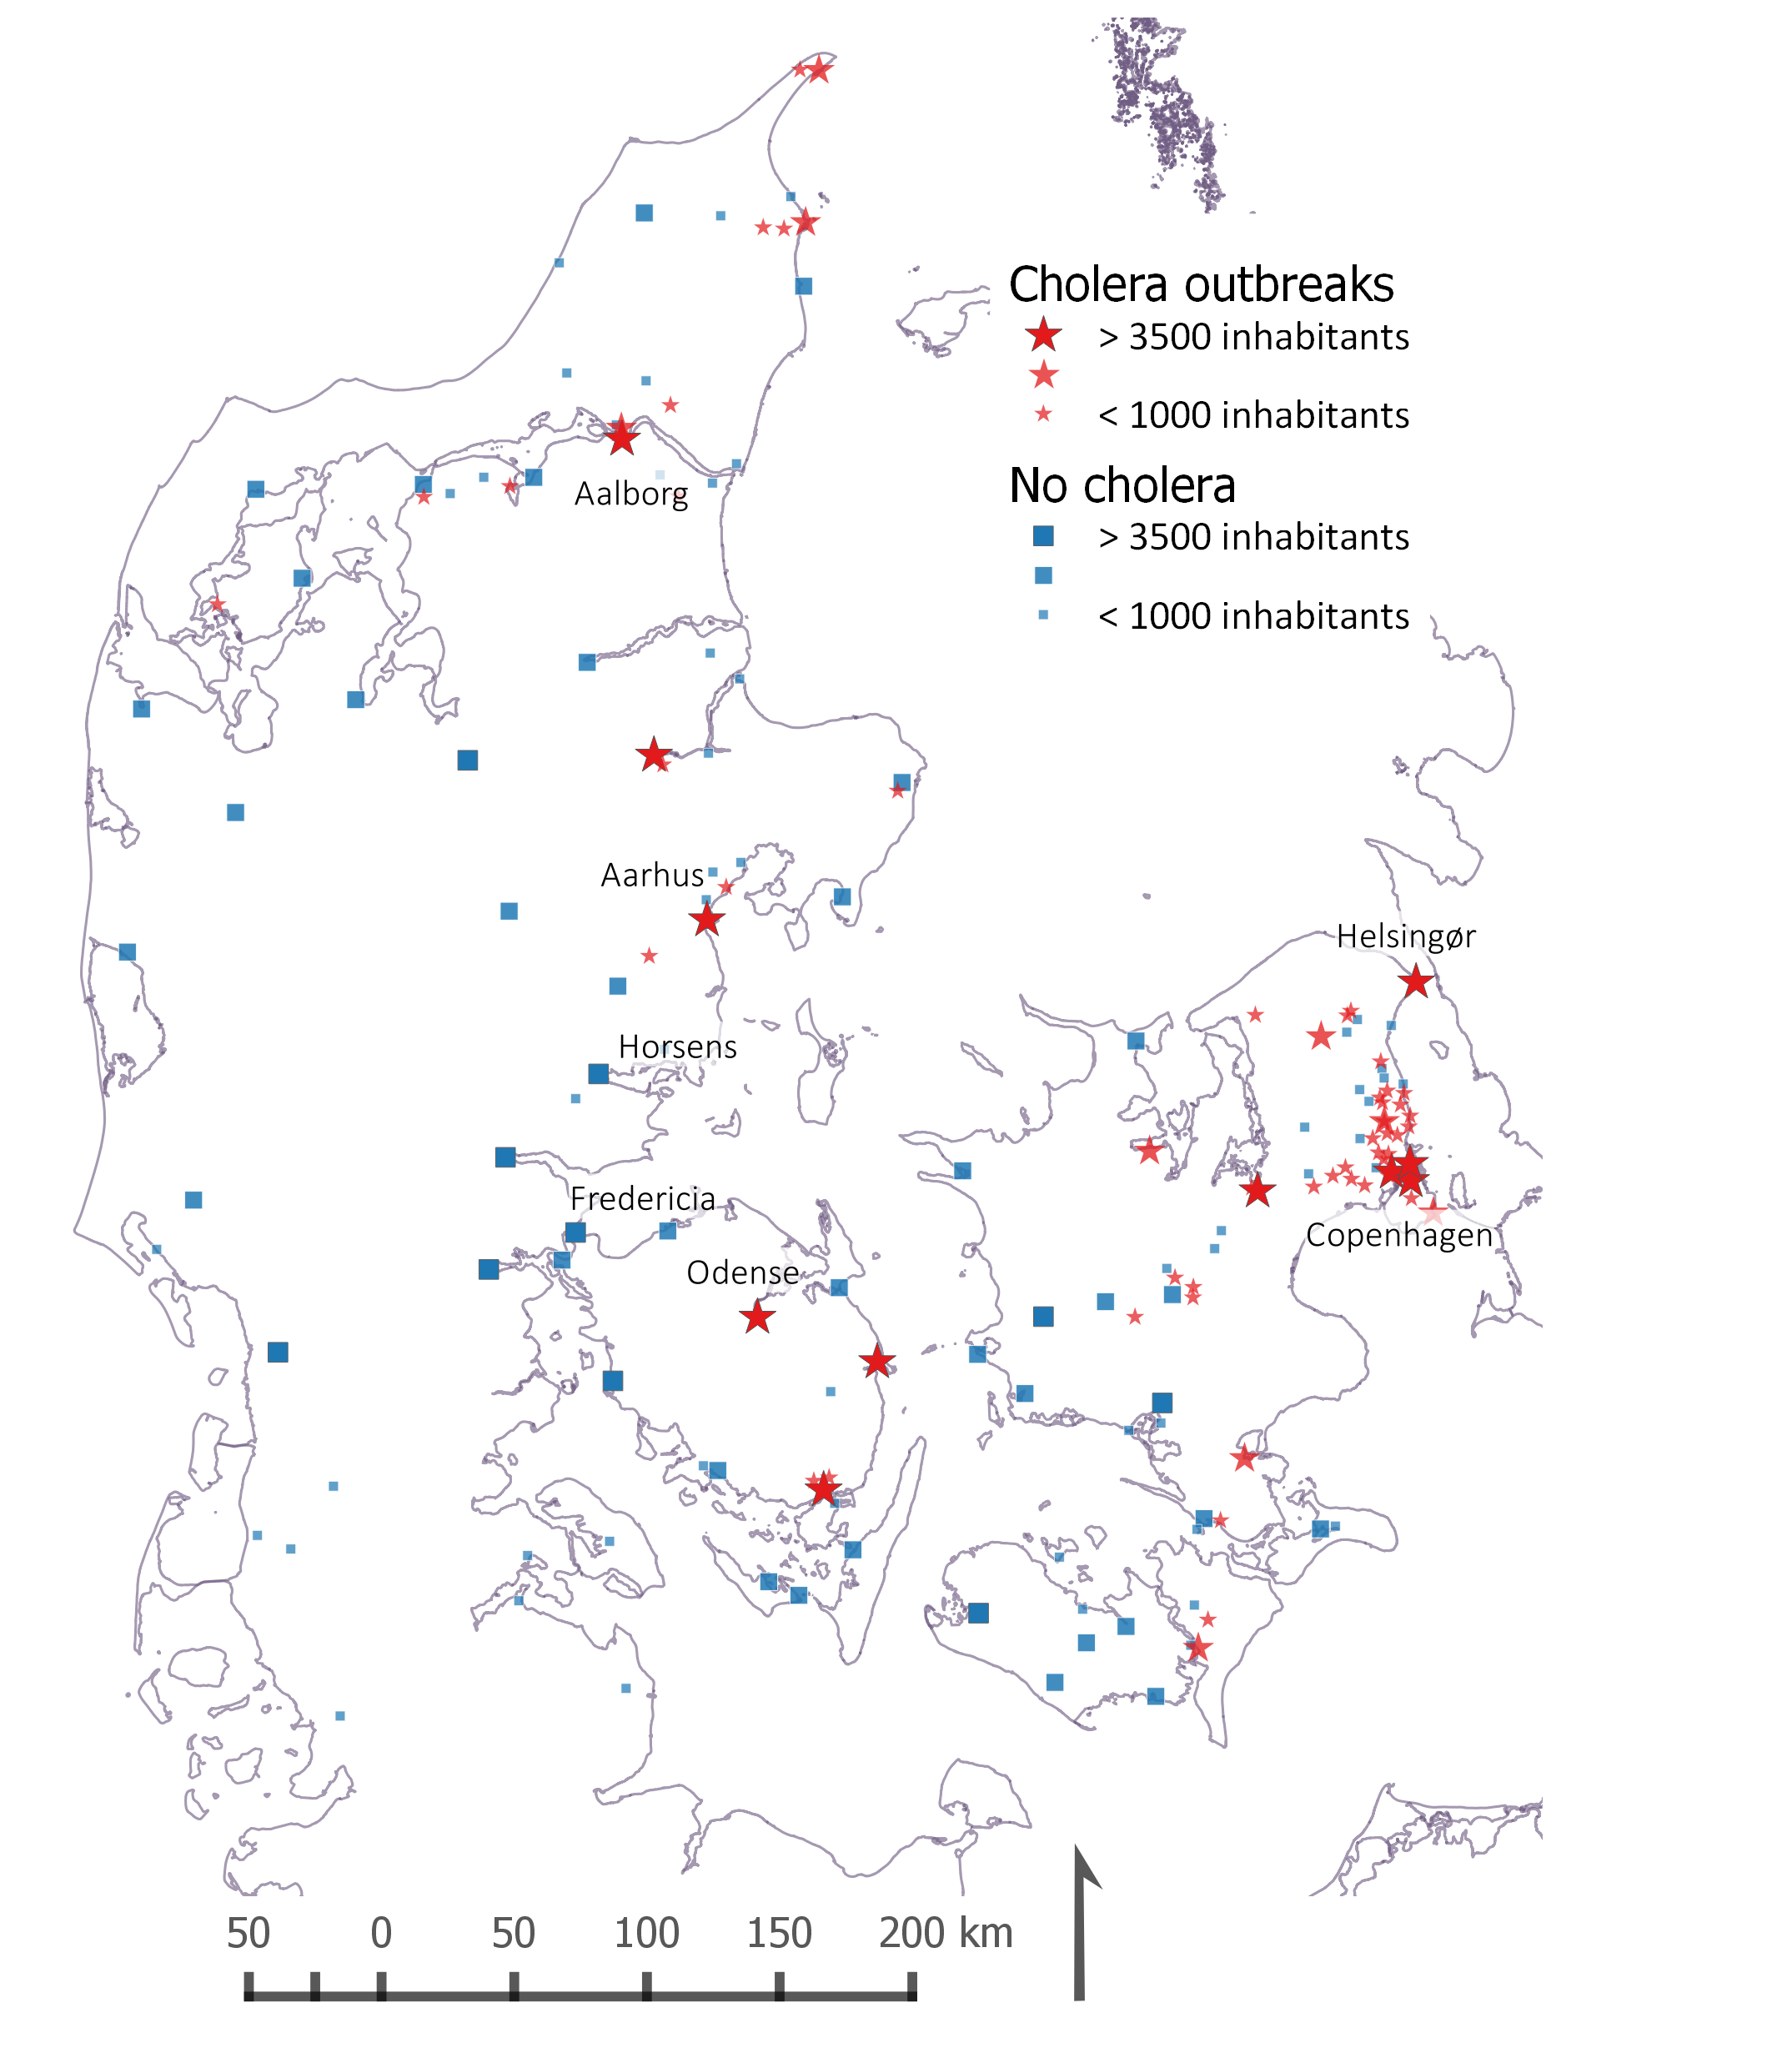 Cholera outbreaks
> 3500 inhabitants
< 1000 inhabitants
No cholera
> 3500 inhabitants
< 1000 inhabitants
Aalborg
Aarhus
Helsingør
Horsens
Fredericia
Copenhagen
Odense
50 0 50 100 150 200 km